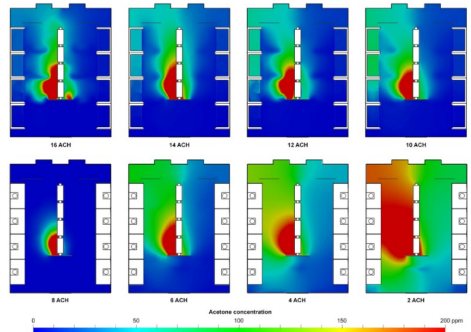 16 ACH
14 ACH
12 ACH
10 ACH
8 ACH
6 ACH
4 ACH
2 ACH
Acetone concentration
0
50
100
150
200 ppm